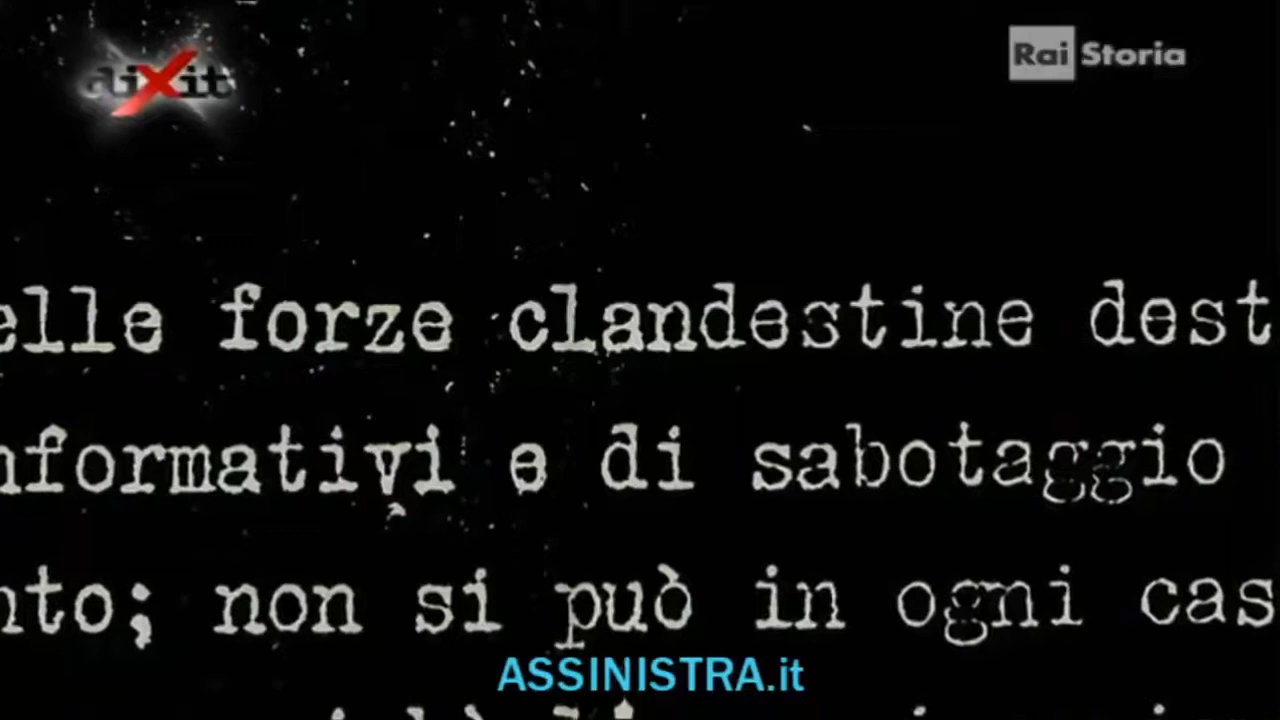 dixit
Rai Storia
elle forze clandestine dest
nformativi e di sabotaggio
nto; non si può in ogni cas
ASSINISTRA.it